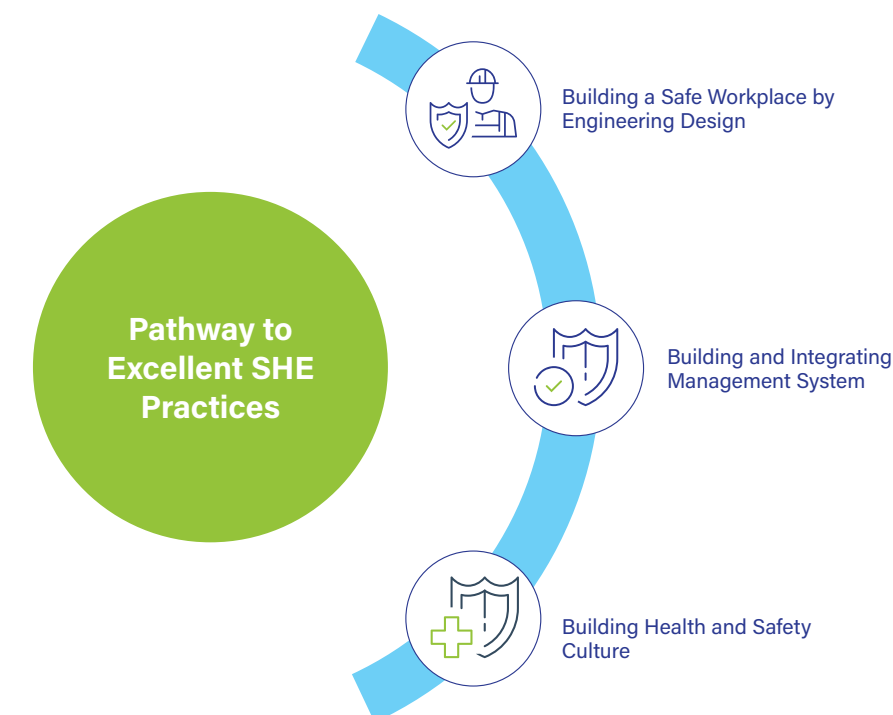 Building a Safe Workplace by
Engineering Design
Pathway to
Excellent SHE
Practices
Building and Integrating
Management System
Building Health and Safety
Culture